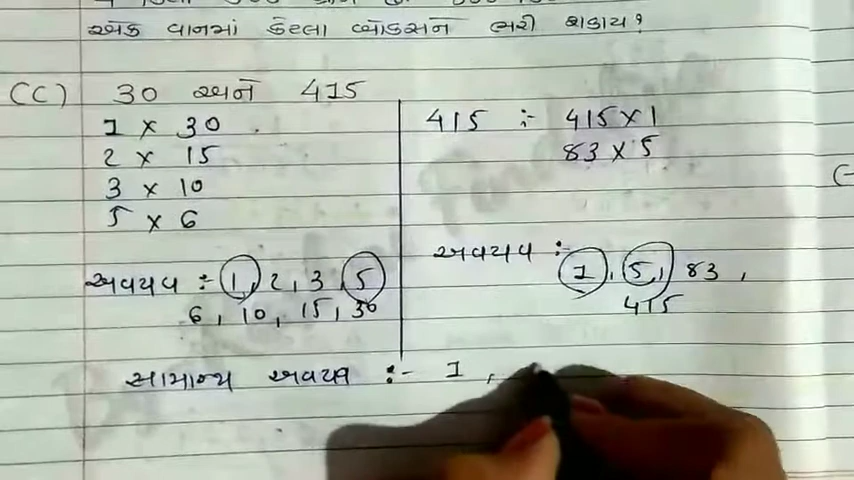 એક વાનમાં કેટલા બોકસને ભરી શકાય?
(C) 30 અને 415
1 × 30
2 × 15
3 × 10
5 × 6
અવયવ :- 1, 2, 3, 5
6, 10, 15, 30
415 :- 415 × 1
83 × 5
અવયવ :-
1, 5, 83,
415
સામાન્ય અવયવ :- 1,